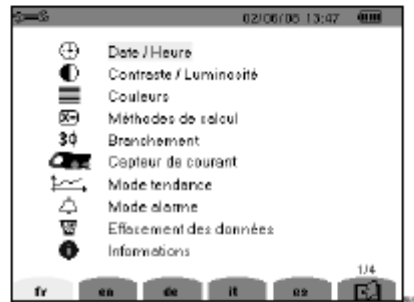 02/06/08 13:47
Date / Heure
Contraste / Luminosité
Couleurs
Méthodes de calcul
3φ Branchement
Capteur de courant
Mode tendance
Mode alarme
Effacement des données
Informations
1/4
fr en de it es